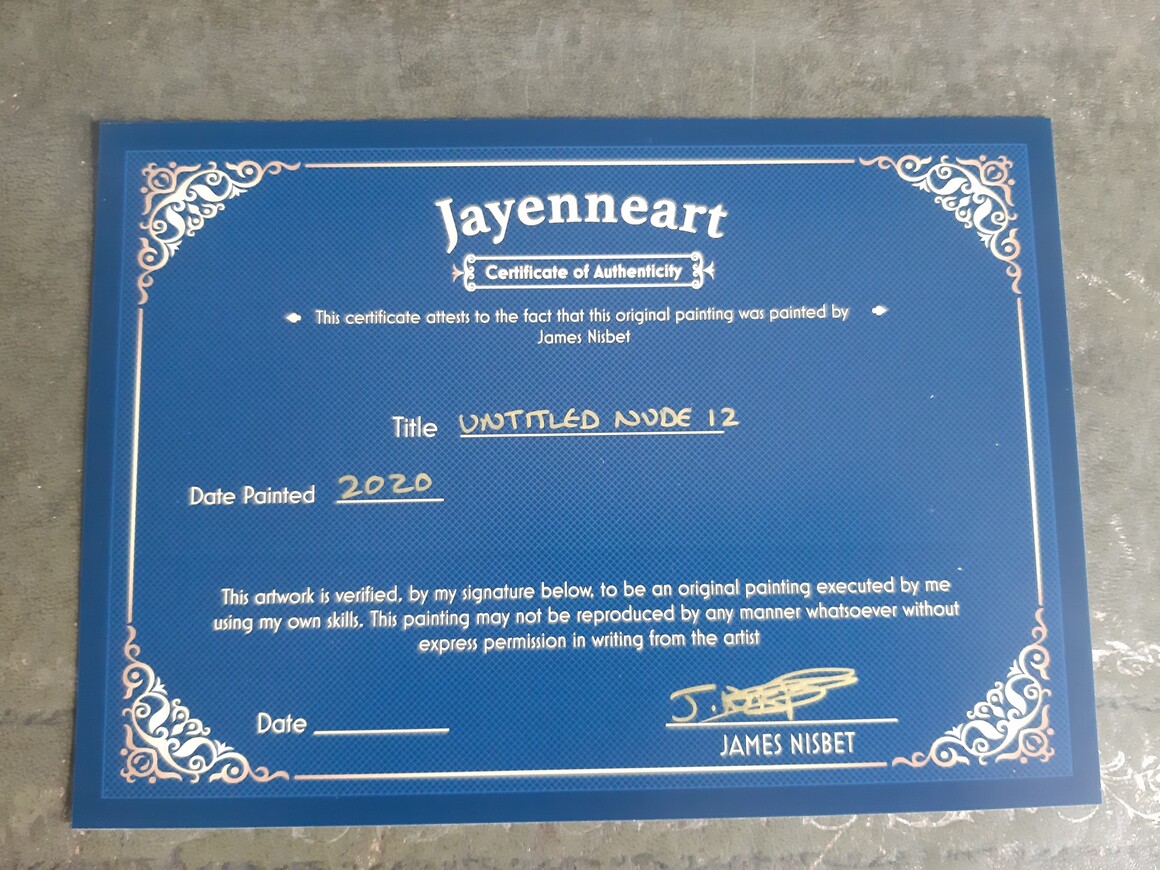 Jayenneart
Certificate of Authenticity
This certificate attests to the fact that this original painting was painted by
James Nisbet
Title UNTITLED NUDE 12
Date Painted 2020
This artwork is verified, by my signature below, to be an original painting executed by me
using my own skills. This painting may not be reproduced by any manner whatsoever without
express permission in writing from the artist
J.
Date
JAMES NISBET